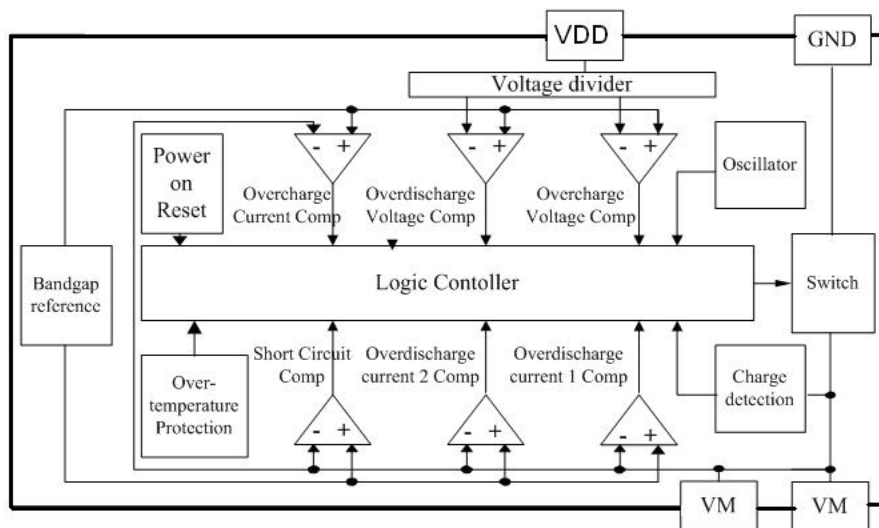 VDD
GND
Voltage divider
-
+
-
+
-
+
Power
on
Reset
Oscillator
Overcharge
Current Comp
Overdischarge
Voltage Comp
Overcharge
Voltage Comp
Bandgap
reference
Logic Contoller
Switch
Short Circuit
Comp
Overdischarge
current 2 Comp
Overdischarge
current 1 Comp
Over-
temperature
Protection
Charge
detection
-
+
-
+
-
+
VM
VM